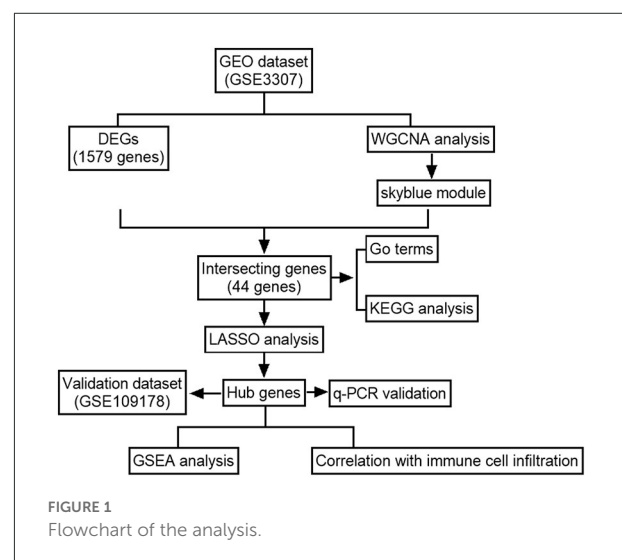 GEO dataset
(GSE3307)
DEGs
(1579 genes)
WGCNA analysis
skyblue module
Intersecting genes
(44 genes)
Go terms
KEGG analysis
LASSO analysis
Validation dataset
(GSE109178)
Hub genes
q-PCR validation
GSEA analysis
Correlation with immune cell infiltration
FIGURE 1
Flowchart of the analysis.